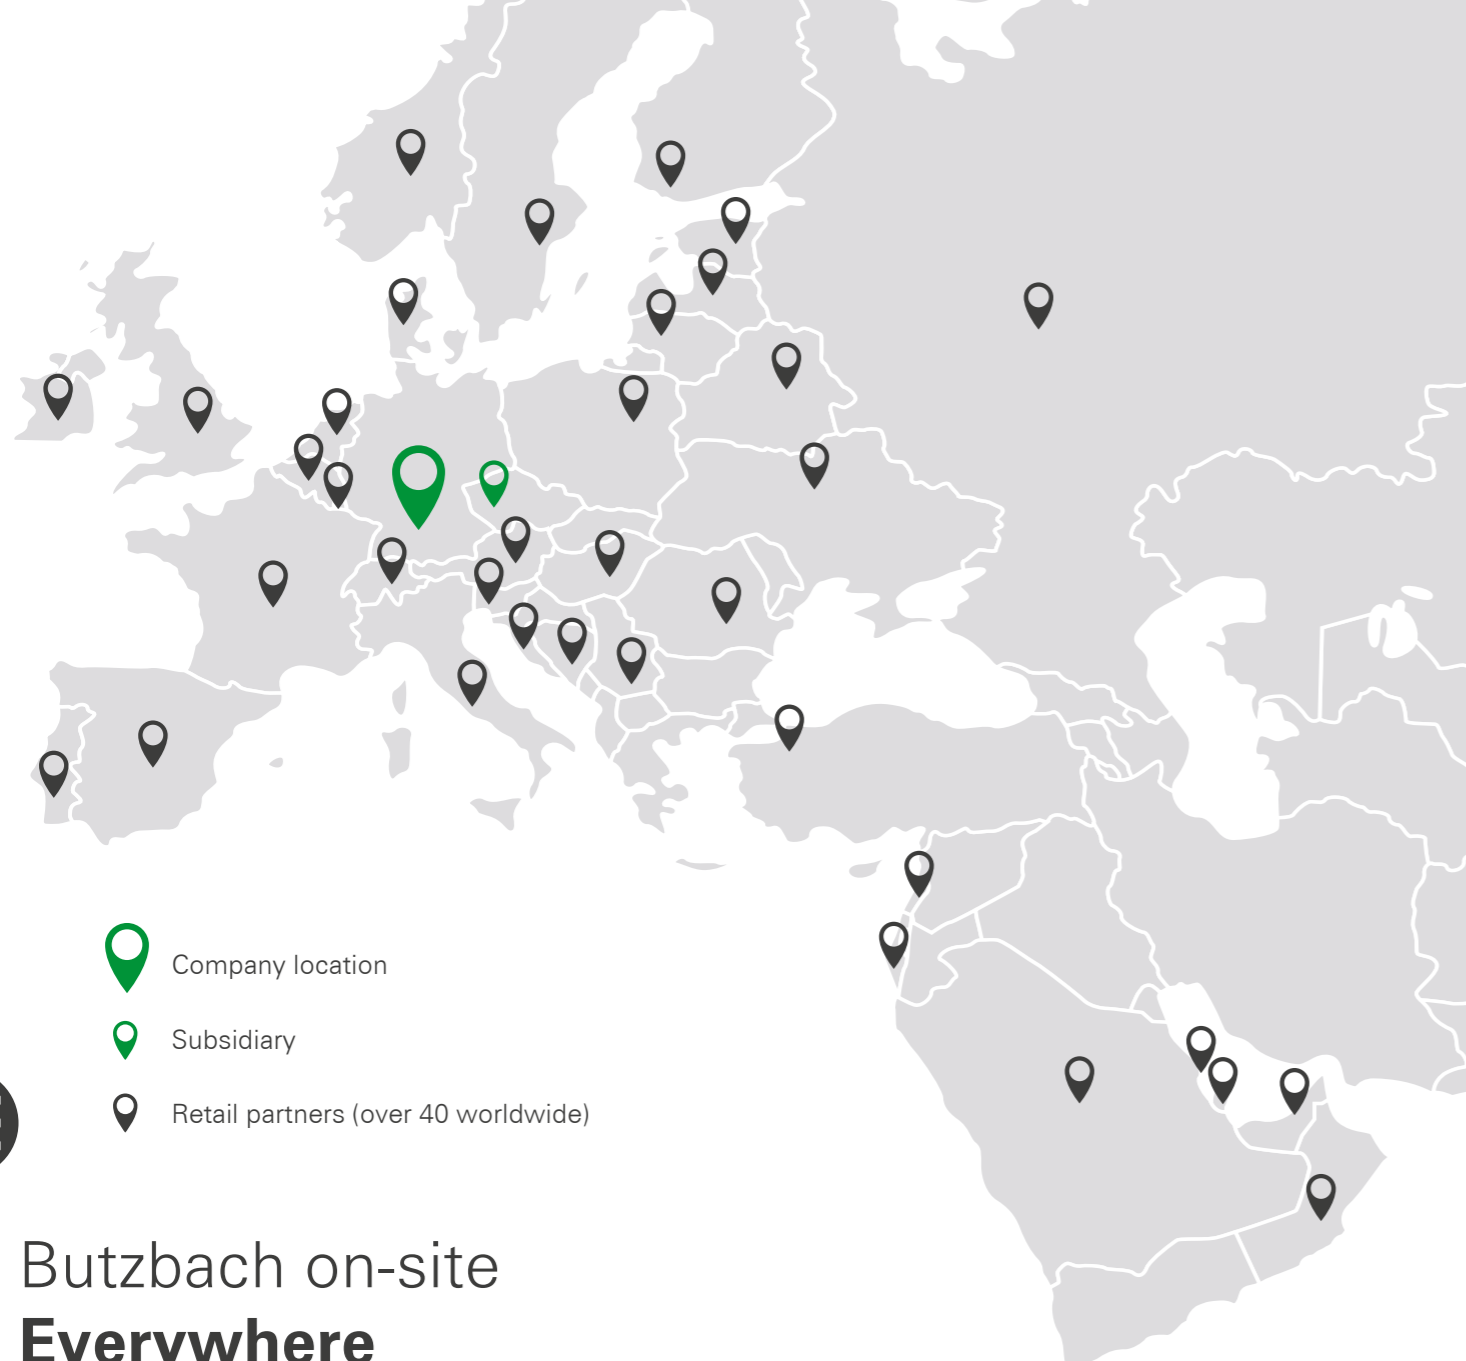 Company location
Subsidiary
Retail partners (over 40 worldwide)
Butzbach on-site
Everywhere